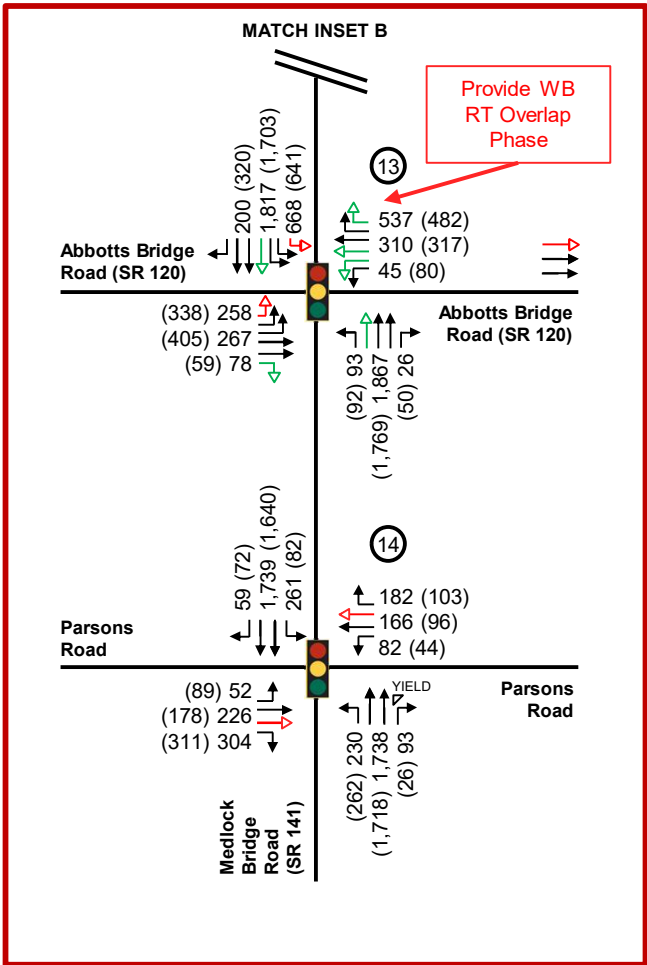 MATCH INSET B
Provide WB
RT Overlap
Phase
13
200 (320)
1,817 (1,703)
668 (641)
537 (482)
310 (317)
45 (80)
Abbotts Bridge
Road (SR 120)
(338) 258
(405) 267
(59) 78
Abbotts Bridge
Road (SR 120)
(92) 93
(1,769) 1,867
(50) 26
14
59 (72)
1,739 (1,640)
261 (82)
182 (103)
166 (96)
82 (44)
Parsons
Road
(89) 52
(178) 226
(311) 304
YIELD
Parsons
Road
(262) 230
(1,718) 1,738
(26) 93
Medlock
Bridge
Road
(SR 141)